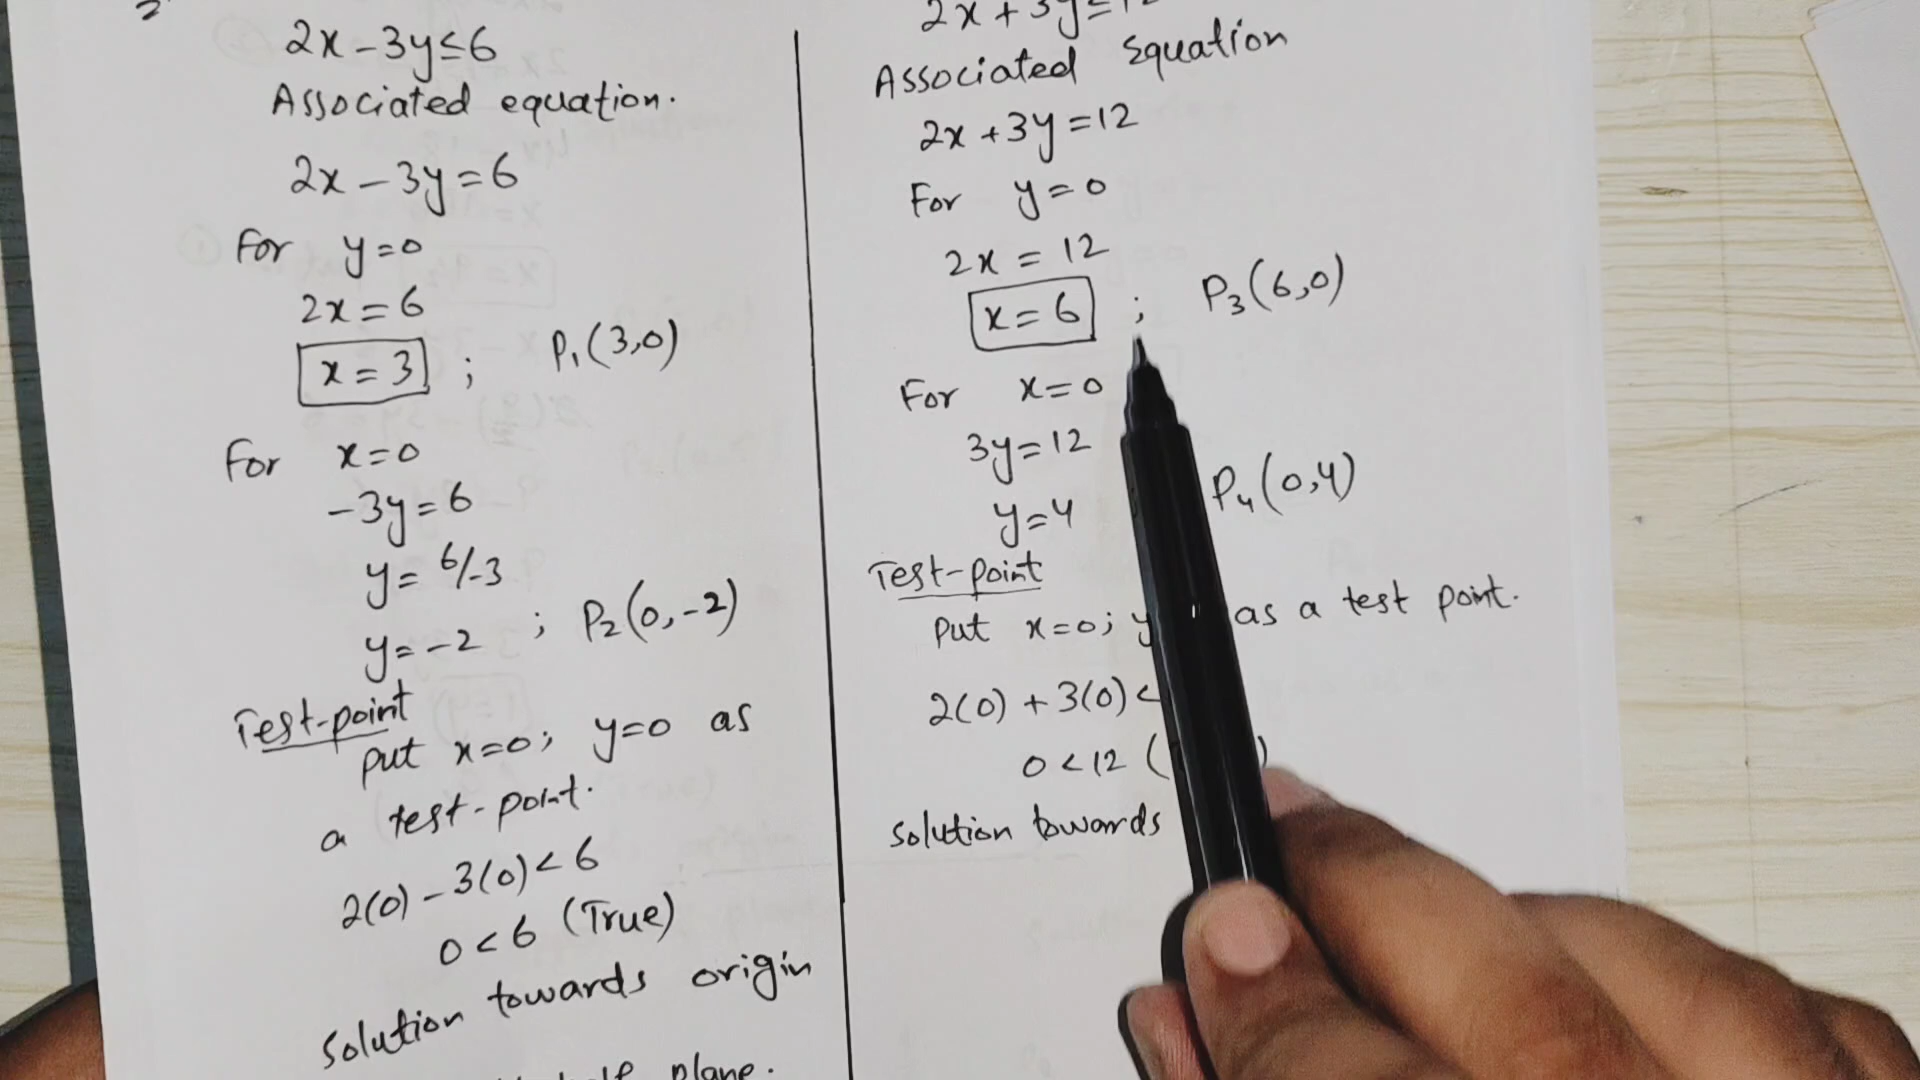 2x - 3y ≤ 6
Associated equation.
2x - 3y = 6
For y = 0
2x = 6
x = 3 ; P₁(3,0)
For x = 0
-3y = 6
y = 6/-3
y = -2 ; P₂(0,-2)
Test-point
put x=0; y=0 as
a test-point.
2(0) - 3(0) < 6
0 < 6 (True)
Solution towards origin
plane.
2x + 3y ≤ 12
Associated Equation
2x + 3y = 12
For y = 0
2x = 12
x = 6 ; P₃(6,0)
For x = 0
3y = 12
y = 4 P₄(0,4)
Test-point
Put x=0; y as a test point.
2(0) + 3(0) <
0 < 12 (
Solution towards